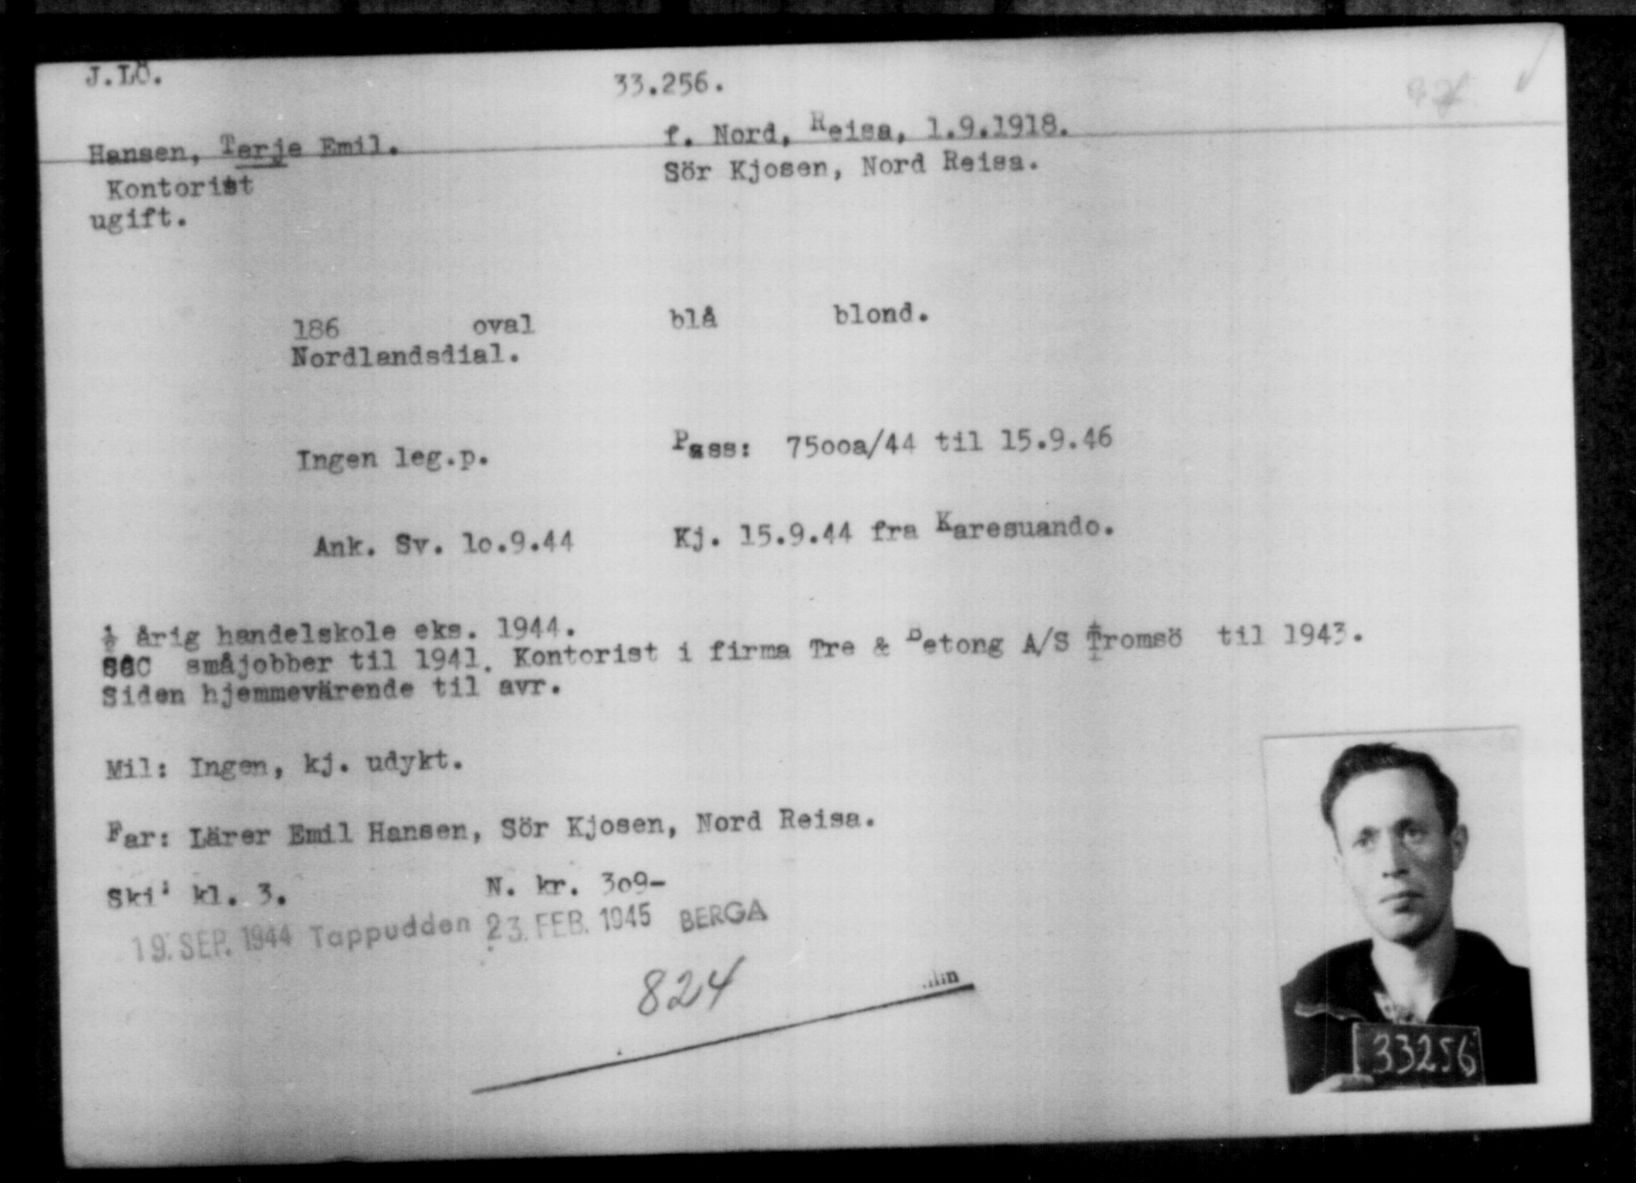 J.LÖ.
33.256.
Hansen, Terje Emil.
f. Nord, Reisa, 1.9.1918.
Kontorist
Sör Kjosen, Nord Reisa.
ugift.
186 oval blå blond.
Nordlandsdial.
Ingen leg.p. Pass: 75ooa/44 til 15.9.46
Ank. Sv. 1o.9.44 Kj. 15.9.44 fra Karesuando.
½ årig handelskole eks. 1944.
småjobber til 1941. Kontorist i firma Tre & Betong A/S Tromsö til 1943.
Siden hjemmevärende til avr.
Mil: Ingen, kj. udykt.
Far: Lärer Emil Hansen, Sör Kjosen, Nord Reisa.
Ski: kl. 3. N. kr. 3o9-
19. SEP. 1944 Tappudden 23. FEB. 1945 BERGA
824
33256